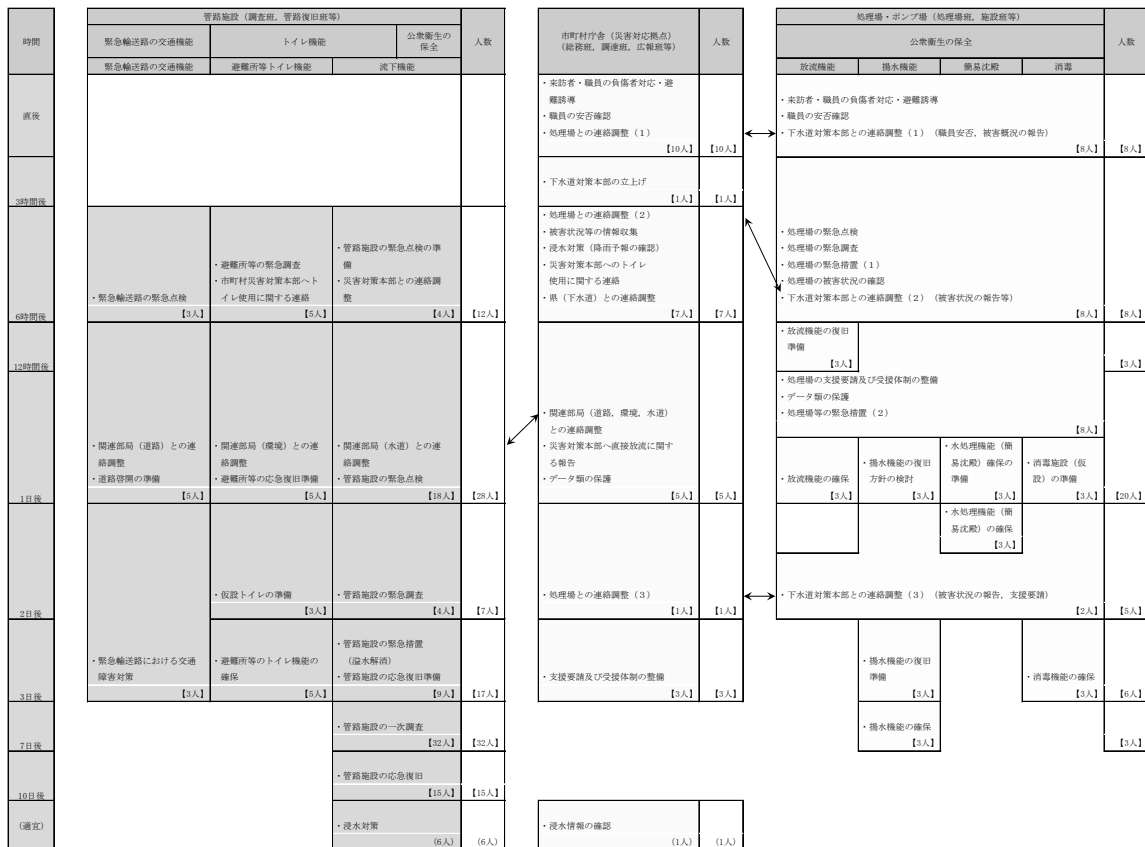 時間
管路施設（調査班，管路復旧班等）
緊急輸送路の交通機能
トイレ機能
公衆衛生の
保全
人数
緊急輸送路の交通機能
避難所等トイレ機能
流下機能
市町村庁舎（災害対応拠点）
（総務班，調達班，広報班等）
人数
処理場・ポンプ場（処理場班，施設班等）
公衆衛生の保全
人数
放流機能
揚水機能
簡易沈殿
消毒
直後
・来訪者・職員の負傷者対応・避
難誘導
・職員の安否確認
・処理場との連絡調整（1）
【10人】
【10人】
・来訪者・職員の負傷者対応・避難誘導
・職員の安否確認
・下水道対策本部との連絡調整（1）（職員安否，被害概況の報告）
【8人】
【8人】
3時間後
・下水道対策本部の立上げ
【1人】
【1人】
6時間後
・緊急輸送路の緊急点検
【3人】
・避難所等の緊急調査
・市町村災害対策本部へト
イレ使用に関する連絡
【5人】
・管路施設の緊急点検の準
備
・災害対策本部との連絡調
整
【4人】
【12人】
・処理場との連絡調整（2）
・被害状況等の情報収集
・浸水対策（降雨予報の確認）
・災害対策本部へのトイレ
使用に関する連絡
・県（下水道）との連絡調整
【7人】
【7人】
・処理場の緊急点検
・処理場の緊急調査
・処理場の緊急措置（1）
・処理場の被害状況の確認
・下水道対策本部との連絡調整（2）（被害状況の報告等）
【8人】
【8人】
12時間後
・放流機能の復旧
準備
【3人】
【3人】
1日後
・関連部局（道路）との連
絡調整
・道路啓開の準備
【5人】
・関連部局（環境）との連
絡調整
・避難所等の応急復旧準備
【5人】
・関連部局（水道）との連
絡調整
・管路施設の緊急点検
【18人】
【28人】
・関連部局（道路，環境，水道）
との連絡調整
・災害対策本部へ直接放流に関す
る報告
・データ類の保護
【5人】
【5人】
・処理場の支援要請及び受援体制の整備
・データ類の保護
・処理場等の緊急措置（2）
【8人】
・放流機能の確保
【3人】
・揚水機能の復旧
方針の検討
【3人】
・水処理機能（簡
易沈殿）確保の
準備
【3人】
・消毒施設（仮
設）の準備
【3人】
【20人】
2日後
・仮設トイレの準備
【3人】
・管路施設の緊急調査
【4人】
【7人】
・処理場との連絡調整（3）
【1人】
【1人】
・水処理機能（簡
易沈殿）の確保
【3人】
・下水道対策本部との連絡調整（3）（被害状況の報告，支援要請）
【2人】
【5人】
3日後
・緊急輸送路における交通
障害対策
【3人】
・避難所等のトイレ機能の
確保
【5人】
・管路施設の緊急措置
（溢水解消）
・管路施設の応急復旧準備
【9人】
【17人】
・支援要請及び受援体制の整備
【3人】
【3人】
・揚水機能の復旧
準備
【3人】
・消毒機能の確保
【3人】
【6人】
7日後
・管路施設の一次調査
【32人】
【32人】
・揚水機能の確保
【3人】
【3人】
10日後
・管路施設の応急復旧
【15人】
【15人】
（適宜）
・浸水対策
（6人）
（6人）
・浸水情報の確認
（1人）
（1人）